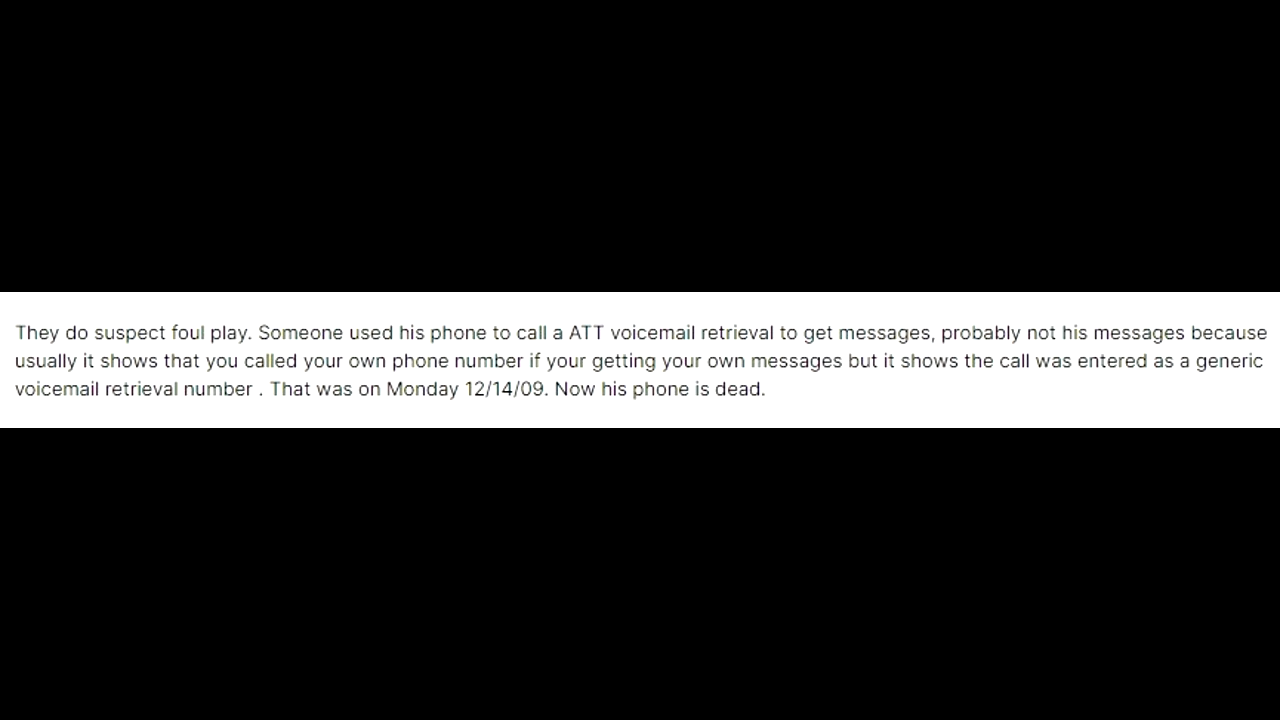 They do suspect foul play. Someone used his phone to call a ATT voicemail retrieval to get messages, probably not his messages because
usually it shows that you called your own phone number if your getting your own messages but it shows the call was entered as a generic
voicemail retrieval number . That was on Monday 12/14/09. Now his phone is dead.